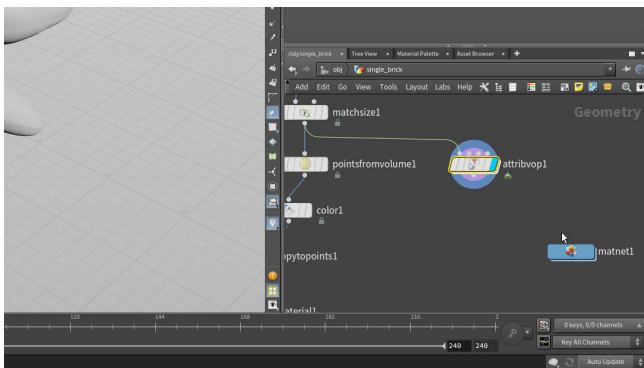 /obj/single_brick × Tree View × Material Palette × Asset Browser × +
obj single_brick
Add Edit Go View Tools Layout Labs Help
Geometry
matchsize1
pointsfromvolume1
attribvop1
color1
matnet1
opytopoints1
aterial1
120 144 168 192 216 2
0 keys, 0/0 channels
240 240
Key All Channels
Auto Update